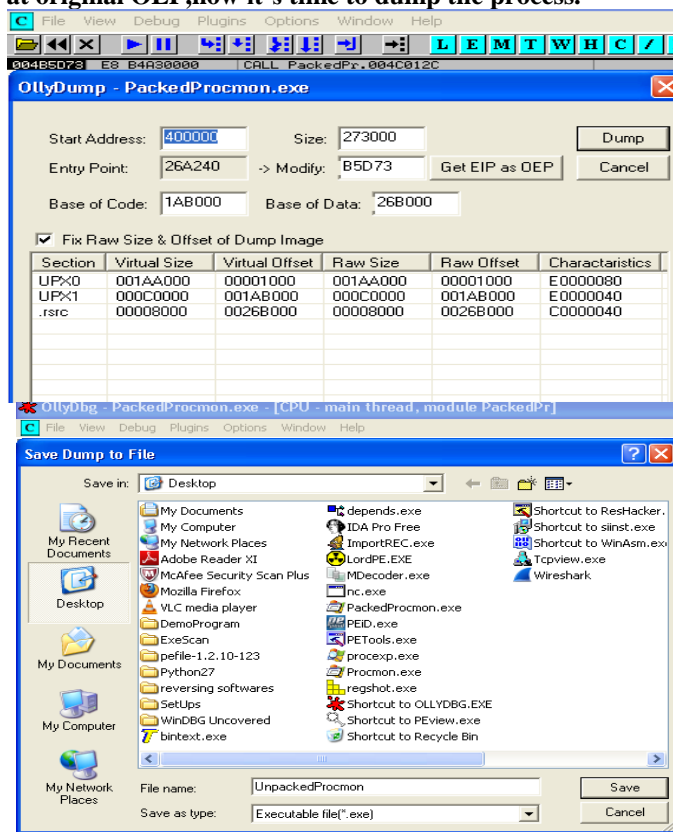 at original OEP,now it's time to dump the process.
C File View Debug Plugins Options Window Help
L E M T W H C /
004B5D73 E8 B4A30000 CALL PackedPr.004C012C
OllyDump - PackedProcmon.exe
Start Address: 400000 Size: 273000 Dump
Entry Point: 26A240 -> Modify: B5D73 Get EIP as OEP Cancel
Base of Code: 1AB000 Base of Data: 26B000
Fix Raw Size & Offset of Dump Image
Section Virtual Size Virtual Offset Raw Size Raw Offset Charactaristics
UPX0 001AA000 00001000 001AA000 00001000 E0000080
UPX1 000C0000 001AB000 000C0000 001AB000 E0000040
.rsrc 00008000 0026B000 00008000 0026B000 C0000040
OllyDbg - PackedProcmon.exe - [CPU - main thread, module PackedPr]
C File View Debug Plugins Options Window Help
Save Dump to File
Save in: Desktop
My Recent Documents
Desktop
My Documents
My Computer
My Network Places
My Documents
My Computer
My Network Places
Adobe Reader XI
McAfee Security Scan Plus
Mozilla Firefox
VLC media player
DemoProgram
ExeScan
pefile-1.2.10-123
Python27
reversing softwares
SetUps
WinDBG Uncovered
bintext.exe
depends.exe
IDA Pro Free
ImportREC.exe
LordPE.EXE
MDecoder.exe
nc.exe
PackedProcmon.exe
PEiD.exe
PETools.exe
procexp.exe
Procmon.exe
regshot.exe
Shortcut to OLLYDBG.EXE
Shortcut to PEview.exe
Shortcut to Recycle Bin
Shortcut to ResHacker.
Shortcut to siinst.exe
Shortcut to WinAsm.ex
Tcpview.exe
Wireshark
File name: UnpackedProcmon Save
Save as type: Executable file(*.exe) Cancel